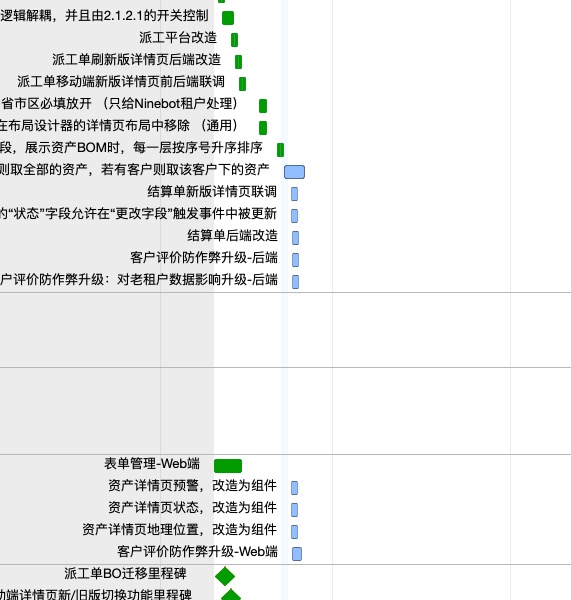 逻辑解耦，并且由2.1.2.1的开关控制
派工平台改造
派工单刷新版详情页后端改造
派工单移动端新版详情页前后端联调
省市区必填放开 （只给Ninebot租户处理）
在布局设计器的详情页布局中移除 （通用）
段，展示资产BOM时，每一层按序号升序排序
则取全部的资产，若有客户则取该客户下的资产
结算单新版详情页联调
的“状态”字段允许在“更改字段”触发事件中被更新
结算单后端改造
客户评价防作弊升级-后端
户评价防作弊升级：对老租户数据影响升级-后端
表单管理-Web端
资产详情页预警，改造为组件
资产详情页状态，改造为组件
资产详情页地理位置，改造为组件
客户评价防作弊升级-Web端
派工单BO迁移里程碑
动端详情页新/旧版切换功能里程碑